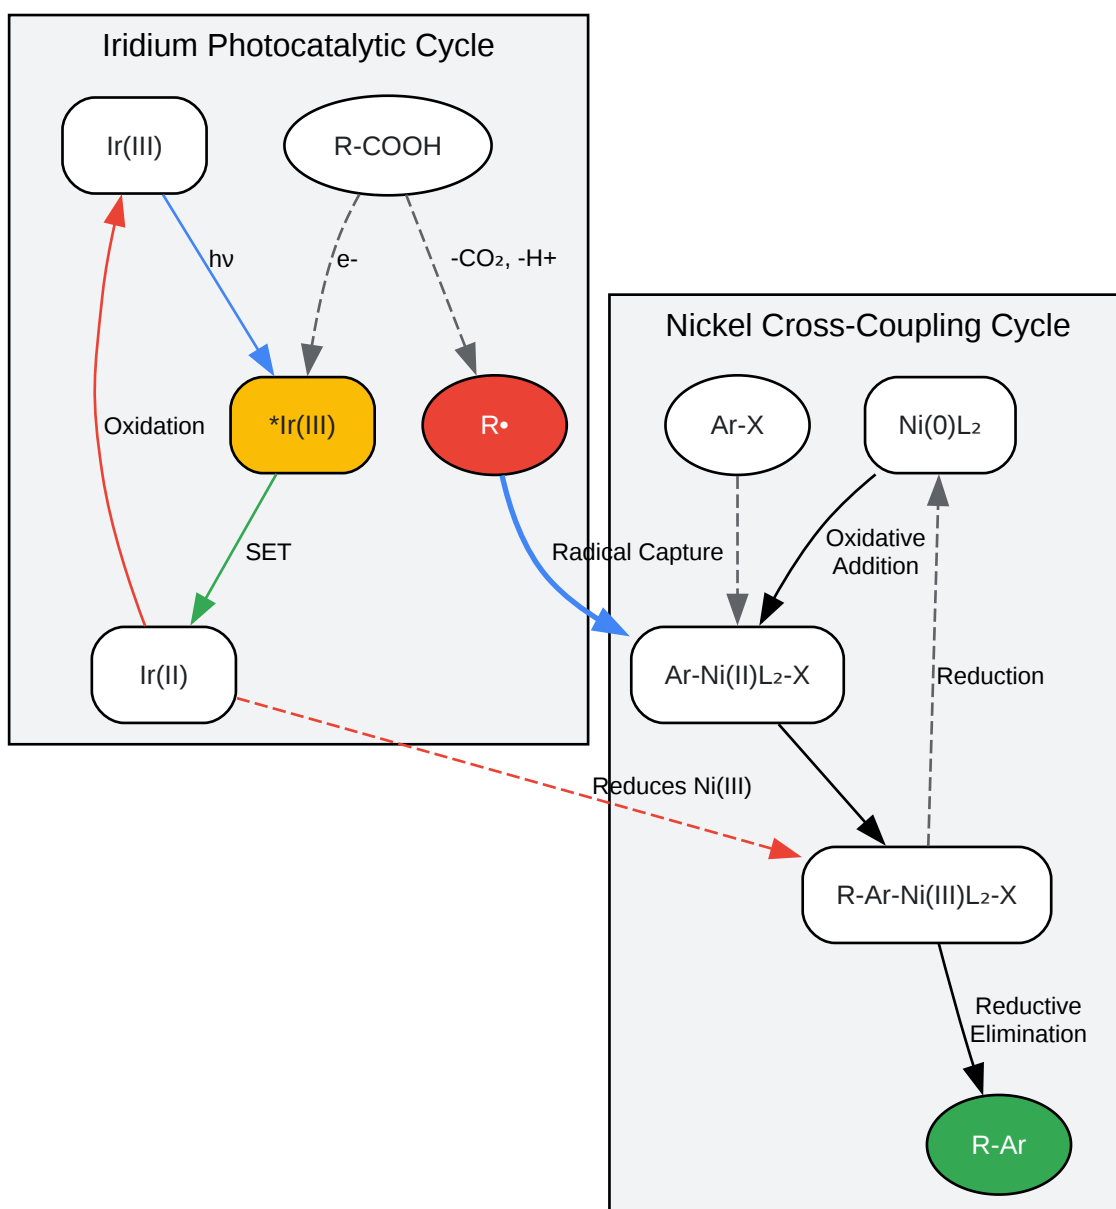 Iridium Photocatalytic Cycle
Ir(III)
R-COOH
hν
e-
-CO₂, -H+
Oxidation
*Ir(III)
R•
SET
Ir(II)
Nickel Cross-Coupling Cycle
Ar-X
Ni(0)L₂
Radical Capture
Oxidative
Addition
Ar-Ni(II)L₂-X
Reduction
Reduces Ni(III)
R-Ar-Ni(III)L₂-X
Reductive
Elimination
R-Ar